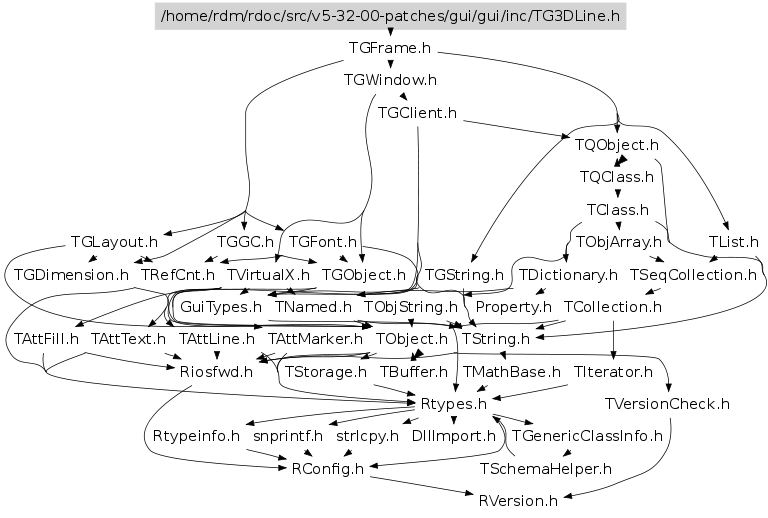 /home/rdm/rdoc/src/v5-32-00-patches/gui/gui/inc/TG3DLine.h
TGFrame.h
TGWindow.h
TGClient.h
TQObject.h
TQClass.h
TClass.h
TGLayout.h TGGC.h TGFont.h TObjArray.h TList.h
TGDimension.h TRefCnt.h TVirtualX.h TGObject.h TGString.h TDictionary.h TSeqCollection.h
GuiTypes.h TNamed.h TObjString.h Property.h TCollection.h
TAttFill.h TAttText.h TAttLine.h TAttMarker.h TObject.h TString.h
Riosfwd.h TStorage.h TBuffer.h TMathBase.h TIterator.h
Rtypes.h TVersionCheck.h
Rtypeinfo.h snprintf.h strlcpy.h DllImport.h TGenericClassInfo.h
RConfig.h TSchemaHelper.h
RVersion.h